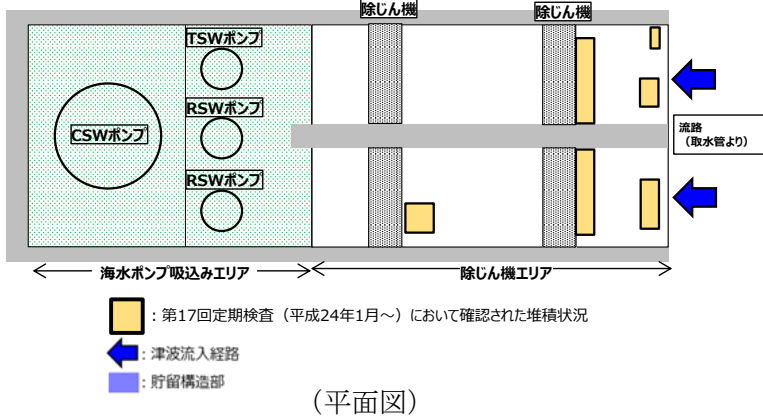 除じん機
除じん機
TSWポンプ
RSWポンプ
CSWポンプ
RSWポンプ
流路
(取水管より)
海水ポンプ吸込みエリア
除じん機エリア
:第17回定期検査(平成24年1月~)において確認された堆積状況
:津波流入経路
:貯留構造部
(平面図)